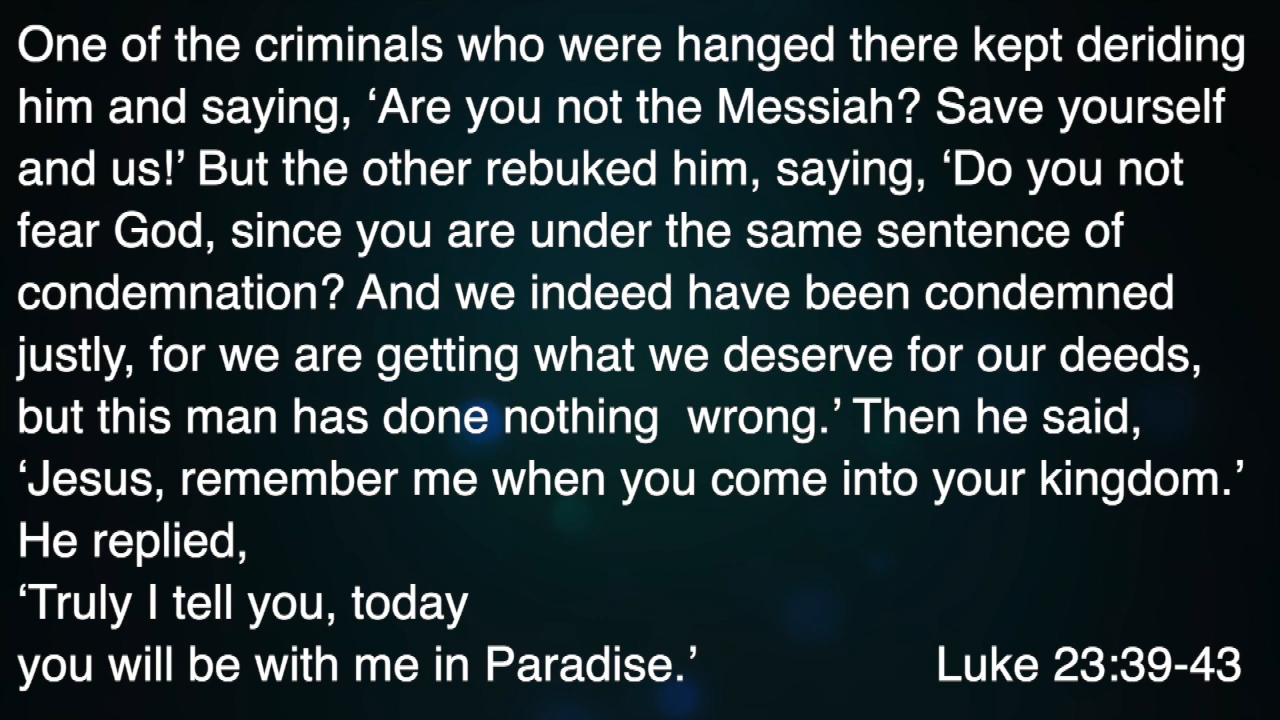 One of the criminals who were hanged there kept deriding
him and saying, ‘Are you not the Messiah? Save yourself
and us!’ But the other rebuked him, saying, ‘Do you not
fear God, since you are under the same sentence of
condemnation? And we indeed have been condemned
justly, for we are getting what we deserve for our deeds,
but this man has done nothing  wrong.’ Then he said,
‘Jesus, remember me when you come into your kingdom.’
He replied,
‘Truly I tell you, today
you will be with me in Paradise.’ Luke 23:39-43